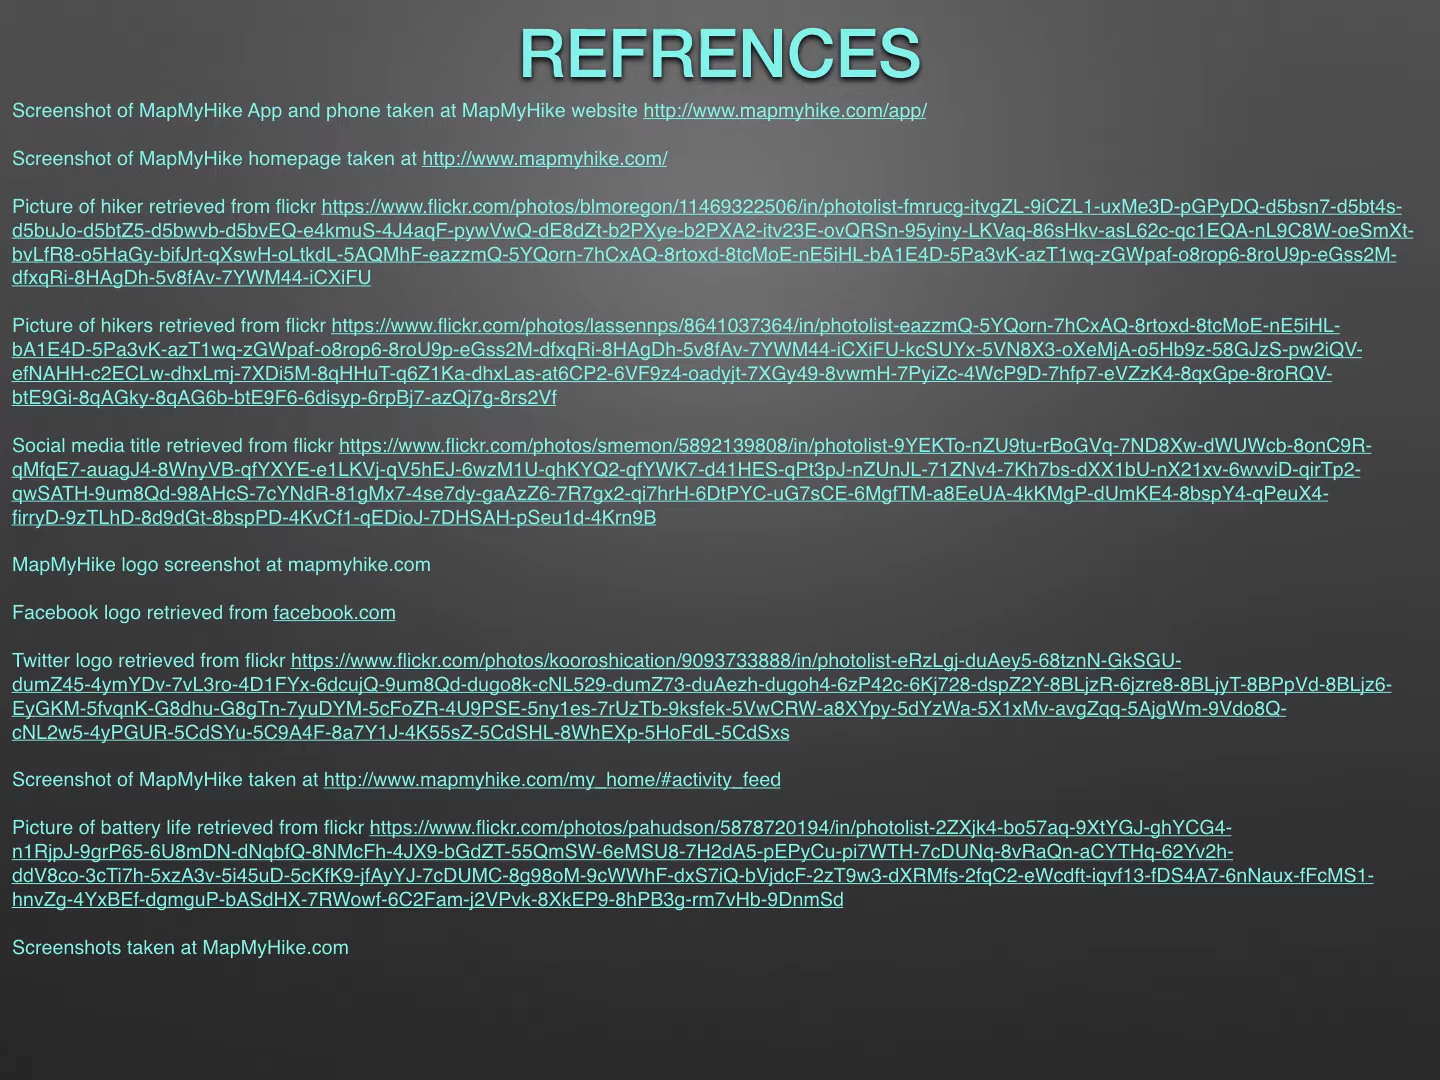 REFRENCES
Screenshot of MapMyHike App and phone taken at MapMyHike website http://www.mapmyhike.com/app/
Screenshot of MapMyHike homepage taken at http://www.mapmyhike.com/
Picture of hiker retrieved from flickr https://www.flickr.com/photos/blmoregon/11469322506/in/photolist-fmrucg-itvgZL-9iCZL1-uxMe3D-pGPyDQ-d5bsn7-d5bt4s-
d5buJo-d5btZ5-d5bwvb-d5bvEQ-e4kmuS-4J4aqF-pywVwQ-dE8dZt-b2PXye-b2PXA2-itv23E-ovQRSn-95yiny-LKVaq-86sHkv-asL62c-qc1EQA-nL9C8W-oeSmXt-
bvLfR8-o5HaGy-bifJrt-qXswH-oLtkdL-5AQMhF-eazzmQ-5YQorn-7hCxAQ-8rtoxd-8tcMoE-nE5iHL-bA1E4D-5Pa3vK-azT1wq-zGWpaf-o8rop6-8roU9p-eGss2M-
dfxqRi-8HAgDh-5v8fAv-7YWM44-iCXiFU
Picture of hikers retrieved from flickr https://www.flickr.com/photos/lassennps/8641037364/in/photolist-eazzmQ-5YQorn-7hCxAQ-8rtoxd-8tcMoE-nE5iHL-
bA1E4D-5Pa3vK-azT1wq-zGWpaf-o8rop6-8roU9p-eGss2M-dfxqRi-8HAgDh-5v8fAv-7YWM44-iCXiFU-kcSUYx-5VN8X3-oXeMjA-o5Hb9z-58GJzS-pw2iQV-
efNAHH-c2ECLw-dhxLmj-7XDi5M-8qHHuT-q6Z1Ka-dhxLas-at6CP2-6VF9z4-oadyjt-7XGy49-8vwmH-7PyiZc-4WcP9D-7hfp7-eVZzK4-8qxGpe-8roRQV-
btE9Gi-8qAGky-8qAG6b-btE9F6-6disyp-6rpBj7-azQj7g-8rs2Vf
Social media title retrieved from flickr https://www.flickr.com/photos/smemon/5892139808/in/photolist-9YEKTo-nZU9tu-rBoGVq-7ND8Xw-dWUWcb-8onC9R-
qMfqE7-auagJ4-8WnyVB-qfYXYE-e1LKVj-qV5hEJ-6wzM1U-qhKYQ2-qfYWK7-d41HES-qPt3pJ-nZUnJL-71ZNv4-7Kh7bs-dXX1bU-nX21xv-6wvviD-qirTp2-
qwSATH-9um8Qd-98AHcS-7cYNdR-81gMx7-4se7dy-gaAzZ6-7R7gx2-qi7hrH-6DtPYC-uG7sCE-6MgfTM-a8EeUA-4kKMgP-dUmKE4-8bspY4-qPeuX4-
firryD-9zTLhD-8d9dGt-8bspPD-4KvCf1-qEDioJ-7DHSAH-pSeu1d-4Krn9B
MapMyHike logo screenshot at mapmyhike.com
Facebook logo retrieved from facebook.com
Twitter logo retrieved from flickr https://www.flickr.com/photos/kooroshication/9093733888/in/photolist-eRzLgj-duAey5-68tznN-GkSGU-
dumZ45-4ymYDv-7vL3ro-4D1FYx-6dcujQ-9um8Qd-dugo8k-cNL529-dumZ73-duAezh-dugoh4-6zP42c-6Kj728-dspZ2Y-8BLjzR-6jzre8-8BLjyT-8BPpVd-8BLjz6-
EyGKM-5fvqnK-G8dhu-G8gTn-7yuDYM-5cFoZR-4U9PSE-5ny1es-7rUzTb-9ksfek-5VwCRW-a8XYpy-5dYzWa-5X1xMv-avgZqq-5AjgWm-9Vdo8Q-
cNL2w5-4yPGUR-5CdSYu-5C9A4F-8a7Y1J-4K55sZ-5CdSHL-8WhEXp-5HoFdL-5CdSxs
Screenshot of MapMyHike taken at http://www.mapmyhike.com/my_home/#activity_feed
Picture of battery life retrieved from flickr https://www.flickr.com/photos/pahudson/5878720194/in/photolist-2ZXjk4-bo57aq-9XtYGJ-ghYCG4-
n1RjpJ-9grP65-6U8mDN-dNqbfQ-8NMcFh-4JX9-bGdZT-55QmSW-6eMSU8-7H2dA5-pEPyCu-pi7WTH-7cDUNq-8vRaQn-aCYTHq-62Yv2h-
ddV8co-3cTi7h-5xzA3v-5i45uD-5cKfK9-jfAyYJ-7cDUMC-8g98oM-9cWWhF-dxS7iQ-bVjdcF-2zT9w3-dXRMfs-2fqC2-eWcdft-iqvf13-fDS4A7-6nNaux-fFcMS1-
hnvZg-4YxBEf-dgmguP-bASdHX-7RWowf-6C2Fam-j2VPvk-8XkEP9-8hPB3g-rm7vHb-9DnmSd
Screenshots taken at MapMyHike.com